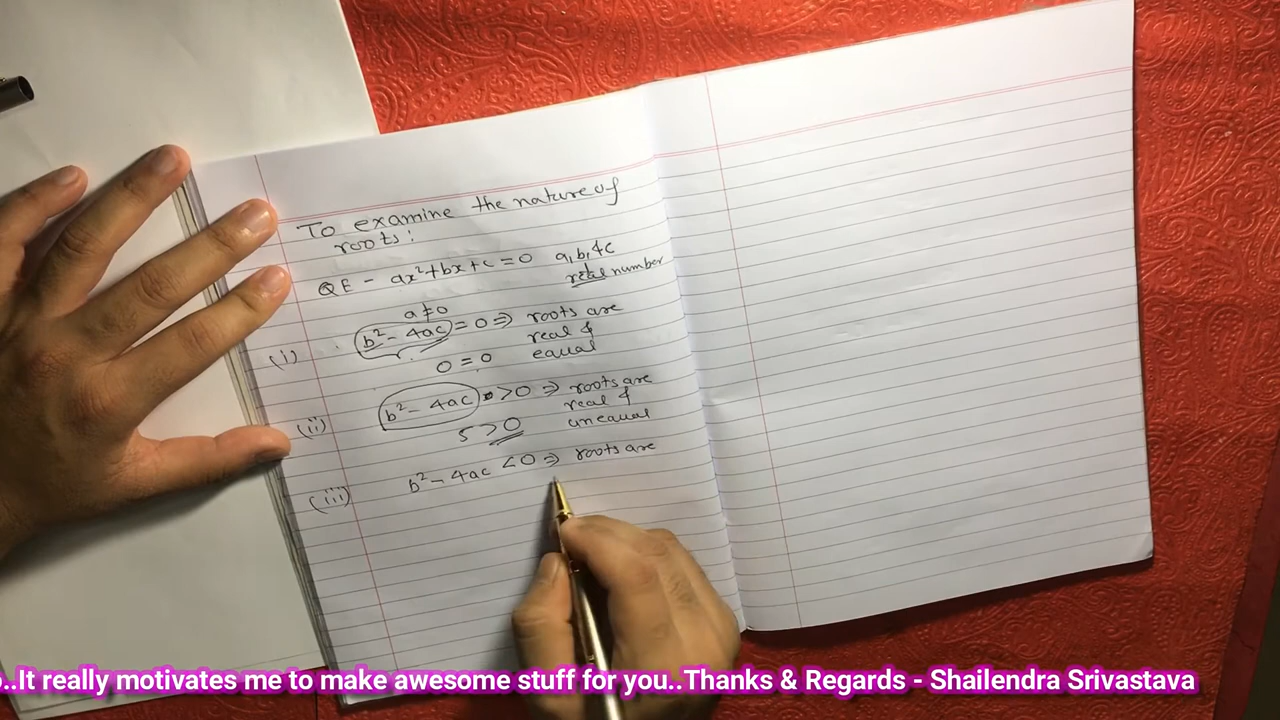 To examine the nature of
roots:
QE - ax²+bx+c=0 a,b,&c
real number
a≠0
(i) b²-4ac=0⇒ roots are
real &
0=0 equal
(ii) b²-4ac >0⇒ roots are
real &
5>0 unequal
(iii) b²-4ac <0⇒ roots are
..It really motivates me to make awesome stuff for you..Thanks & Regards - Shailendra Srivastava